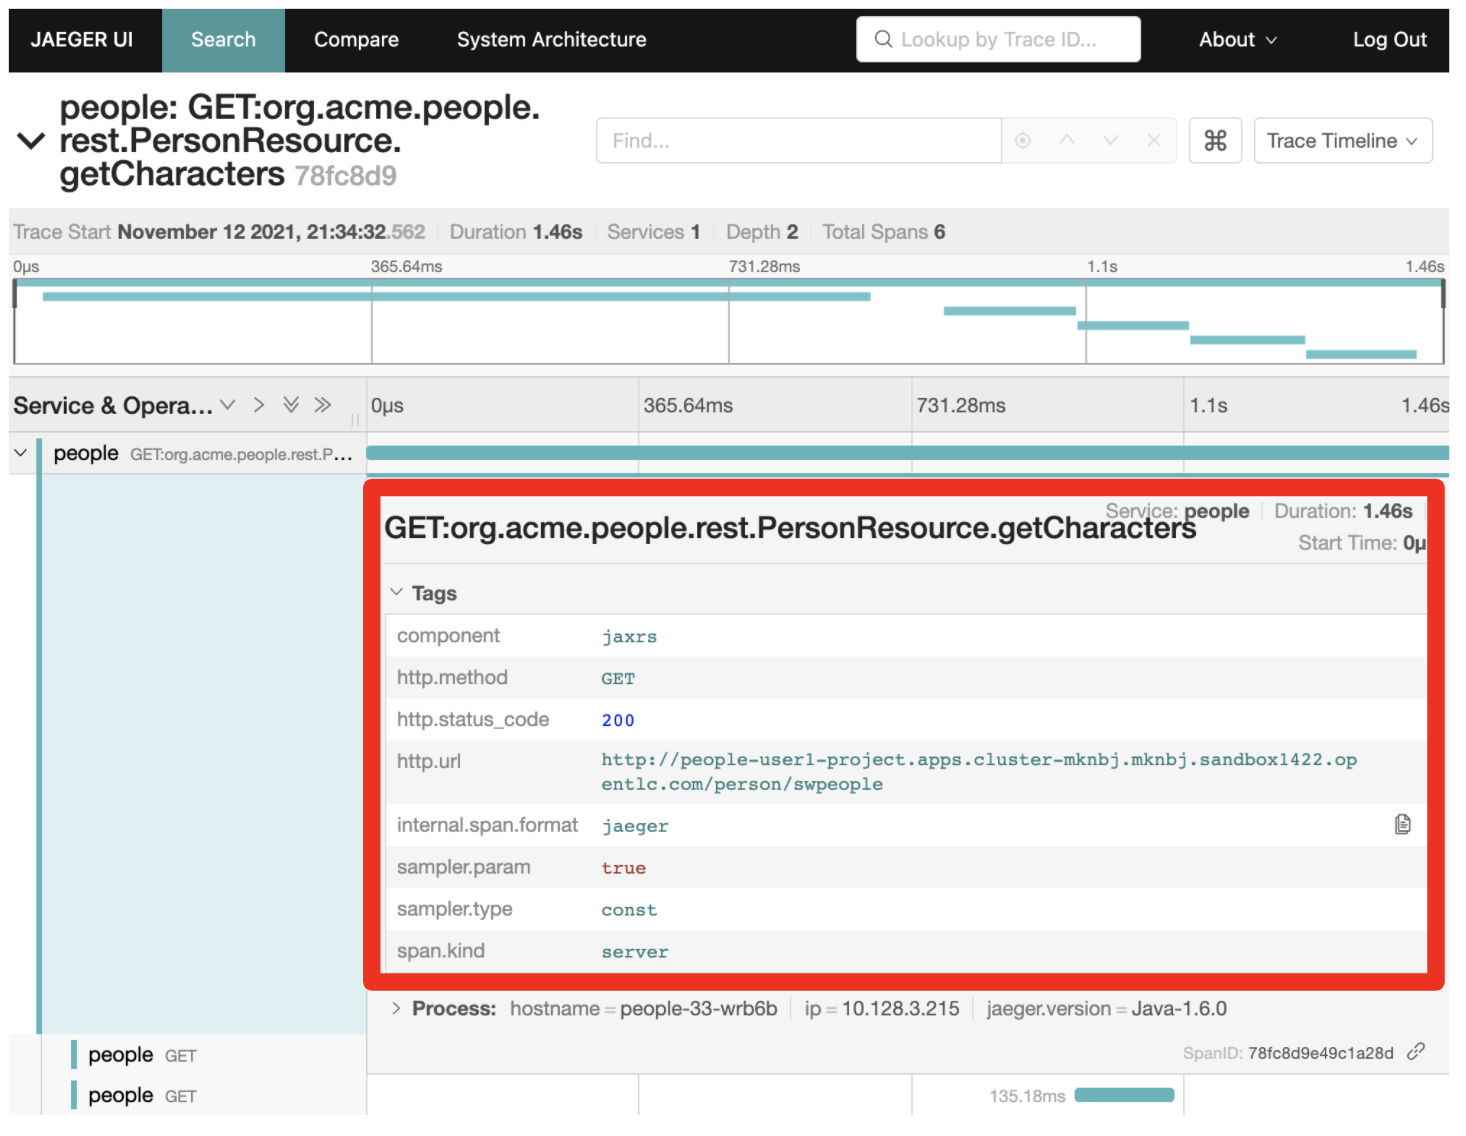 JAEGER UI Search Compare System Architecture Lookup by Trace ID... About Log Out
people: GET:org.acme.people.
rest.PersonResource.
getCharacters 78fc8d9
Find... ⌘ Trace Timeline
Trace Start November 12 2021, 21:34:32.562 Duration 1.46s Services 1 Depth 2 Total Spans 6
0μs 365.64ms 731.28ms 1.1s 1.46s
Service & Opera... 0μs 365.64ms 731.28ms 1.1s 1.46s
people GET:org.acme.people.rest.P...
GET:org.acme.people.rest.PersonResource.getCharacters
Service: people Duration: 1.46s
Start Time: 0μ
Tags
component jaxrs
http.method GET
http.status_code 200
http.url http://people-user1-project.apps.cluster-mknbj.mknbj.sandbox1422.op
entlc.com/person/swpeople
internal.span.format jaeger
sampler.param true
sampler.type const
span.kind server
Process: hostname = people-33-wrb6b ip = 10.128.3.215 jaeger.version = Java-1.6.0
SpanID: 78fc8d9e49c1a28d
people GET
people GET 135.18ms